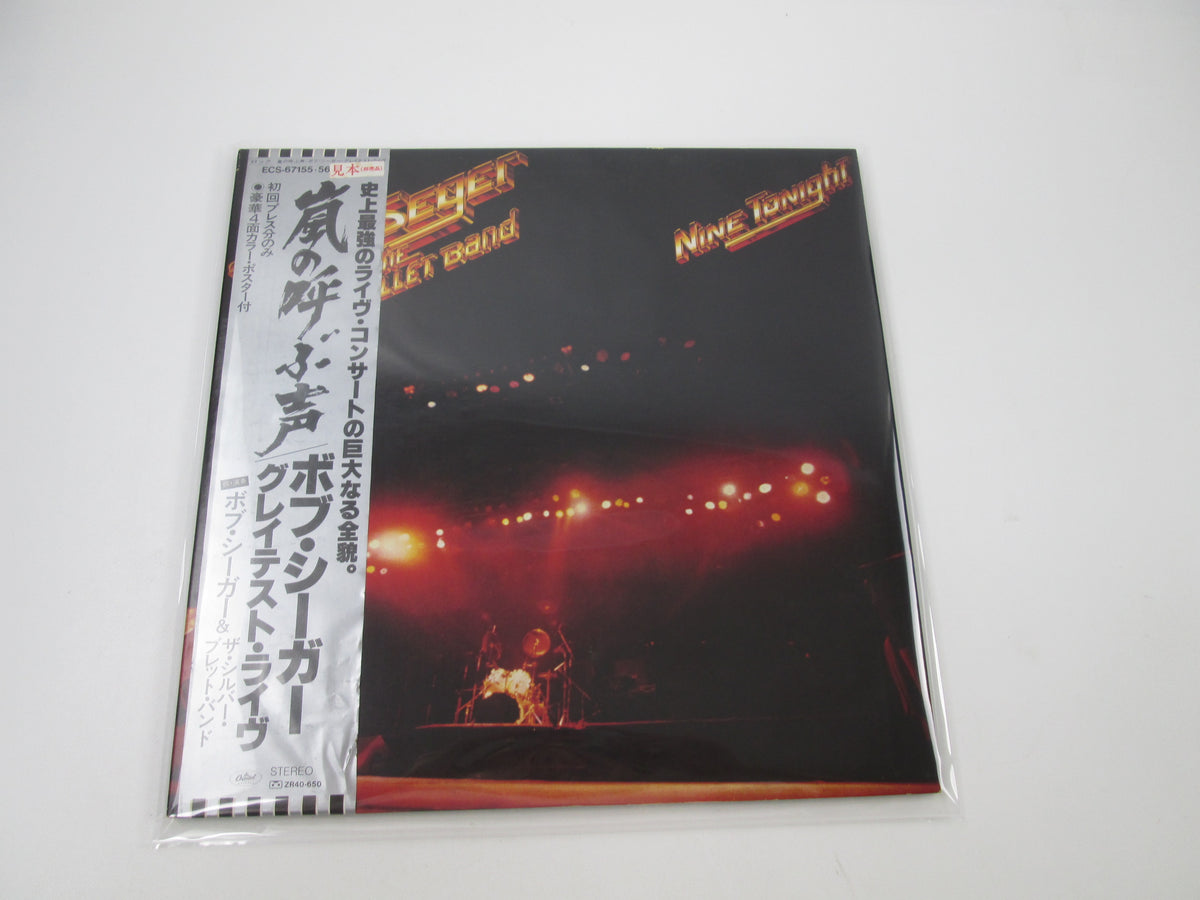 ECS-67155・56
見本(非売品)
史上最強のライヴ・コンサートの巨大なる全貌。
初回プレス分のみ
●豪華4面カラー・ポスター付
嵐の呼ぶ声/ボブ・シーガー
グレイテスト・ライヴ
ボブ・シーガー&ザ・シルバー・
ブレット・バンド
Capitol
STEREO
ZR40-650
Seger
Band
Nine Tonight